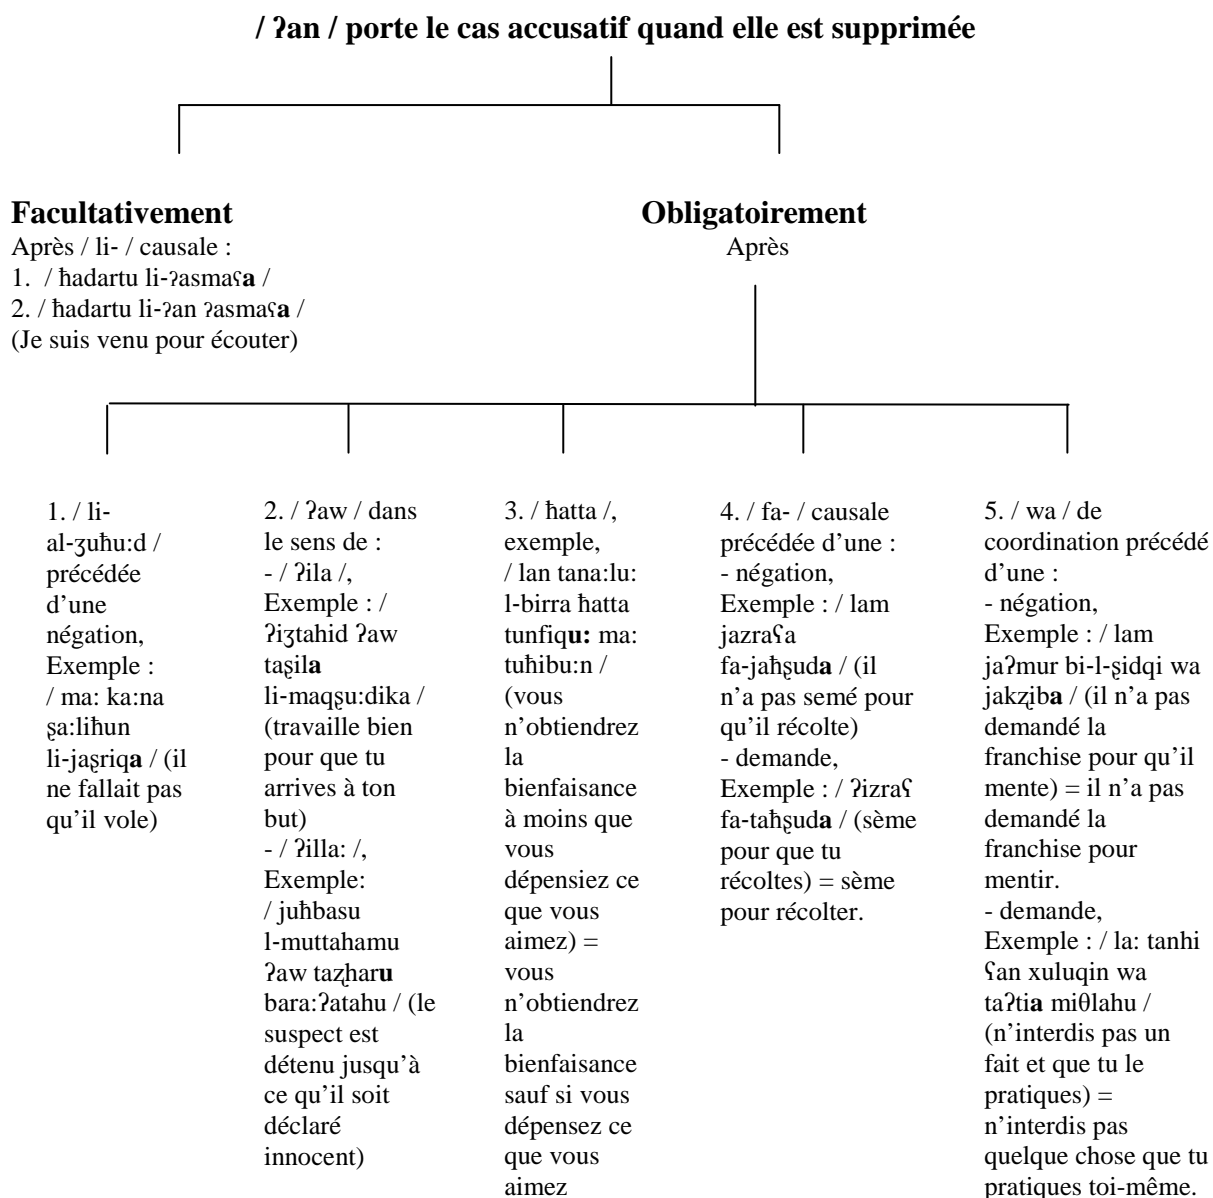 / ʔan / porte le cas accusatif quand elle est supprimée
Facultativement
Après / li- / causale :
1. / ħadartu li-ʔasmaʕa /
2. / ħadartu li-ʔan ʔasmaʕa /
(Je suis venu pour écouter)
Obligatoirement
Après
1. / li-
al-ʒuħu:d /
précédée
d’une
négation,
Exemple :
/ ma: ka:na
ȿa:liħun
li-jaȿriqa / (il
ne fallait pas
qu’il vole)
2. / ʔaw / dans
le sens de :
- / ʔila /,
Exemple : /
ʔiʒtahid ʔaw
taȿila
li-maqȿu:dika /
(travaille bien
pour que tu
arrives à ton
but)
- / ʔilla: /,
Exemple:
/ juħbasu
l-muttahamu
ʔaw taⱬharu
bara:ʔatahu / (le
suspect est
détenu jusqu’à
ce qu’il soit
déclaré
innocent)
3. / ħatta /,
exemple,
/ lan tana:lu:
l-birra ħatta
tunfiqu: ma:
tuħibu:n /
(vous
n’obtiendrez
la
bienfaisance
à moins que
vous
dépensiez ce
que vous
aimez) =
vous
n’obtiendrez
la
bienfaisance
sauf si vous
dépensez ce
que vous
aimez
4. / fa- / causale
précédée d’une :
- négation,
Exemple : / lam
jazraʕa
fa-jaħȿuda / (il
n’a pas semé pour
qu’il récolte)
- demande,
Exemple : / ʔizraʕ
fa-taħȿuda / (sème
pour que tu
récoltes) = sème
pour récolter.
5. / wa / de
coordination précédé
d’une :
- négation,
Exemple : / lam
jaʔmur bi-l-ȿidqi wa
jakⱬiba / (il n’a pas
demandé la
franchise pour qu’il
mente) = il n’a pas
demandé la
franchise pour
mentir.
- demande,
Exemple : / la: tanhi
ʕan xuluqin wa
taʔtia miθlahu /
(n’interdis pas un
fait et que tu le
pratiques) =
n’interdis pas
quelque chose que tu
pratiques toi-même.